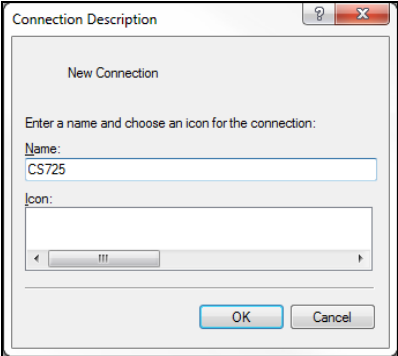 Connection Description
New Connection
Enter a name and choose an icon for the connection:
Name:
CS725
Icon:
OK
Cancel